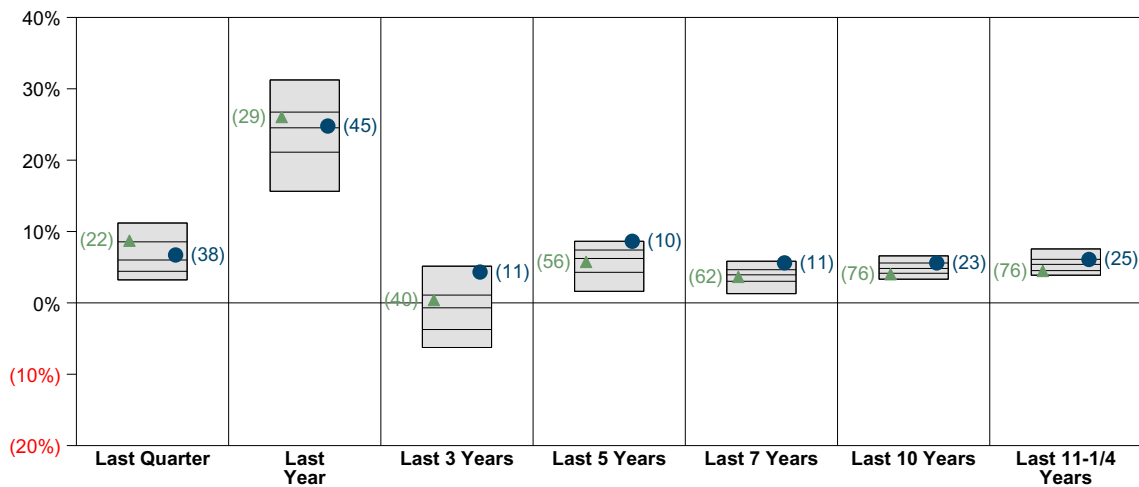 40%
30%
20%
10%
0%
(10%)
(20%)
(22)
(38)
(29)
(45)
(40)
(11)
(56)
(10)
(62)
(11)
(76)
(23)
(76)
(25)
Last Quarter
Last
Year
Last 3 Years
Last 5 Years
Last 7 Years
Last 10 Years
Last 11-1/4
Years